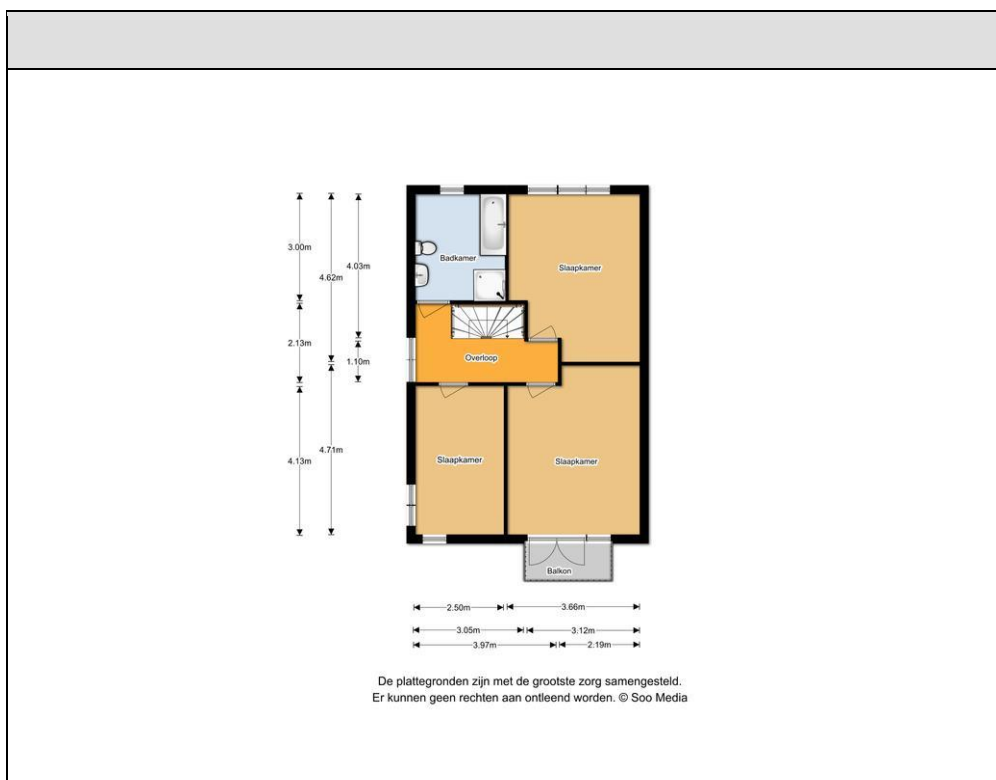 3.00m
4.62m
4.03m
2.13m
1.10m
4.13m
4.71m
Badkamer
Slaapkamer
Overloop
Slaapkamer
Slaapkamer
Balkon
2.50m
3.66m
3.05m
3.12m
3.97m
2.19m
De plattegronden zijn met de grootste zorg samengesteld.
Er kunnen geen rechten aan ontleend worden. © Soo Media